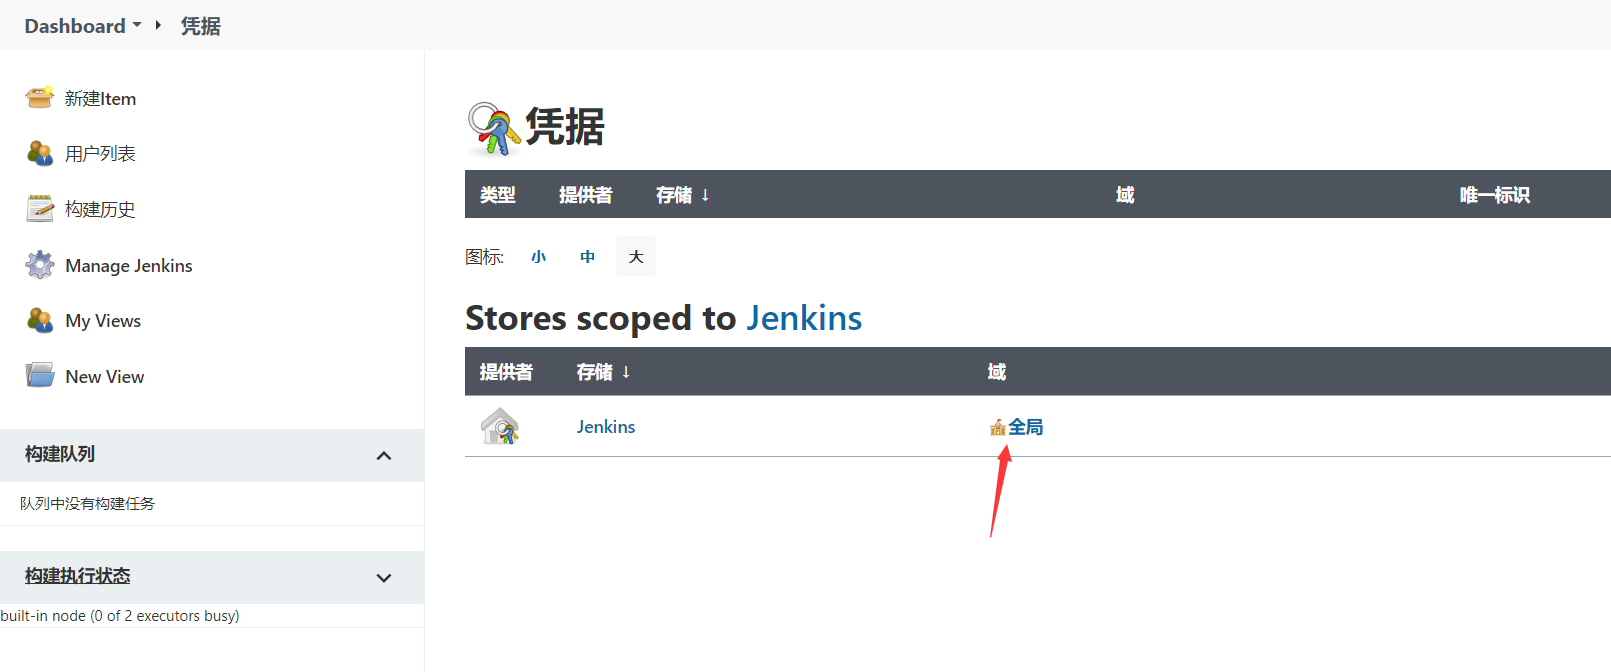 Dashboard 凭据
新建Item
用户列表
构建历史
Manage Jenkins
My Views
New View
构建队列
队列中没有构建任务
构建执行状态
built-in node (0 of 2 executors busy)
凭据
类型 提供者 存储 ↓ 域 唯一标识
图标: 小 中 大
Stores scoped to Jenkins
提供者 存储 ↓ 域
Jenkins 全局